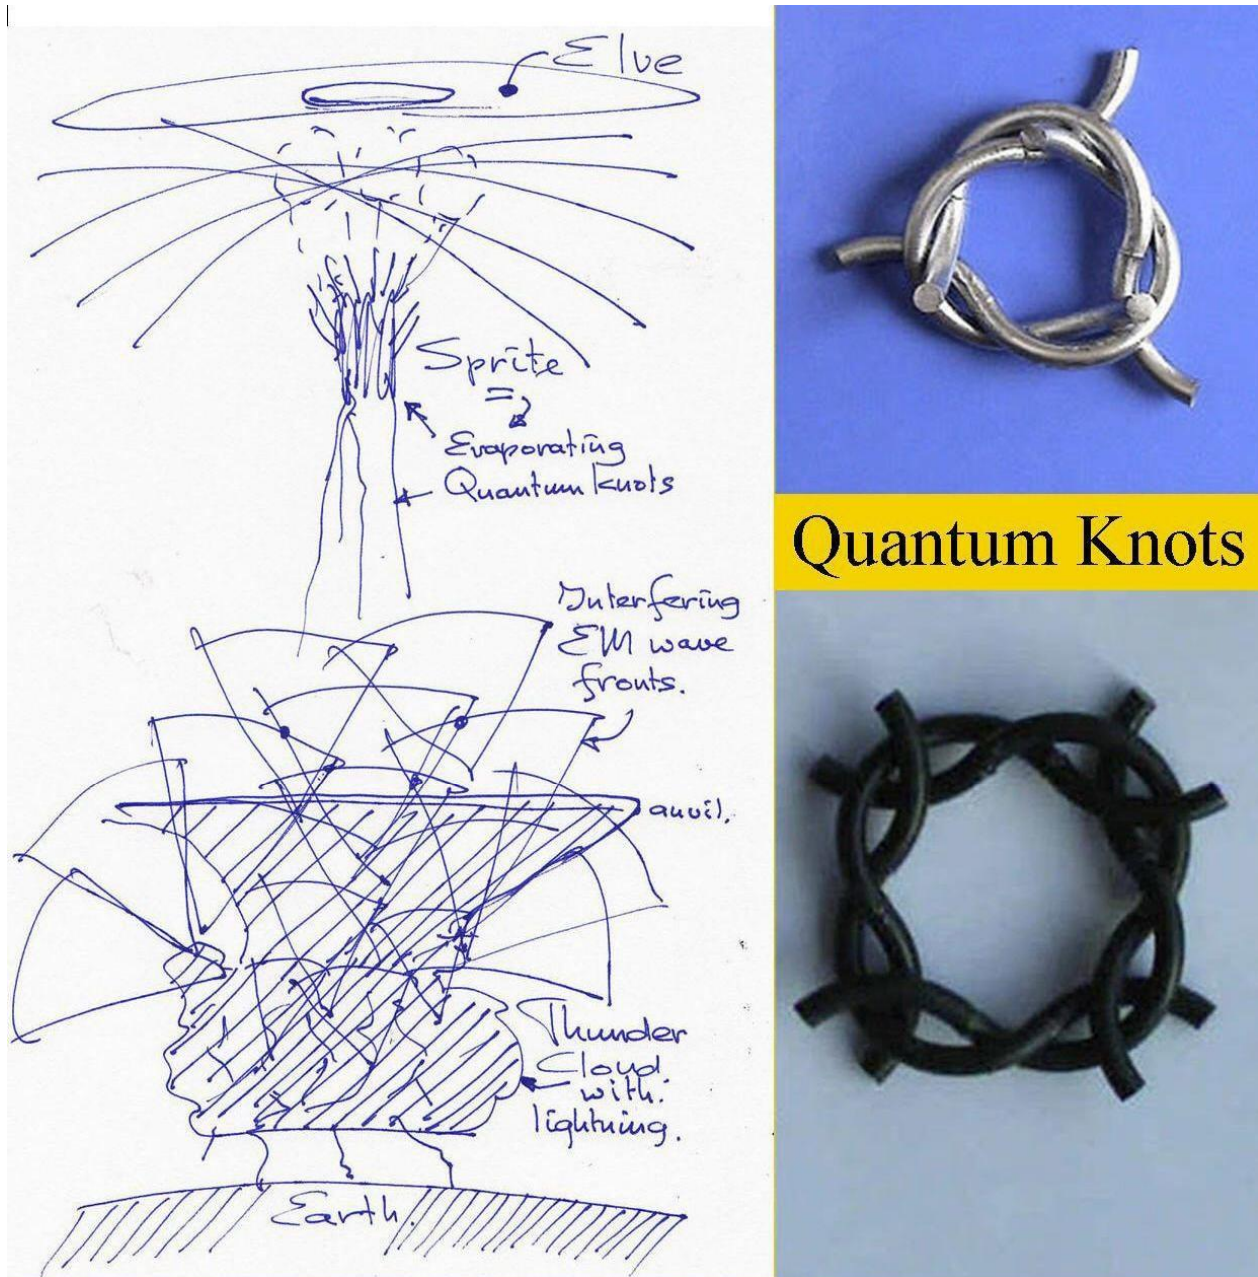 Elve
Sprite
=
Evaporating
Quantum knots
Interfering
EM wave
fronts.
anvil.
Thunder
Cloud
with.
lightning.
Earth.
Quantum Knots